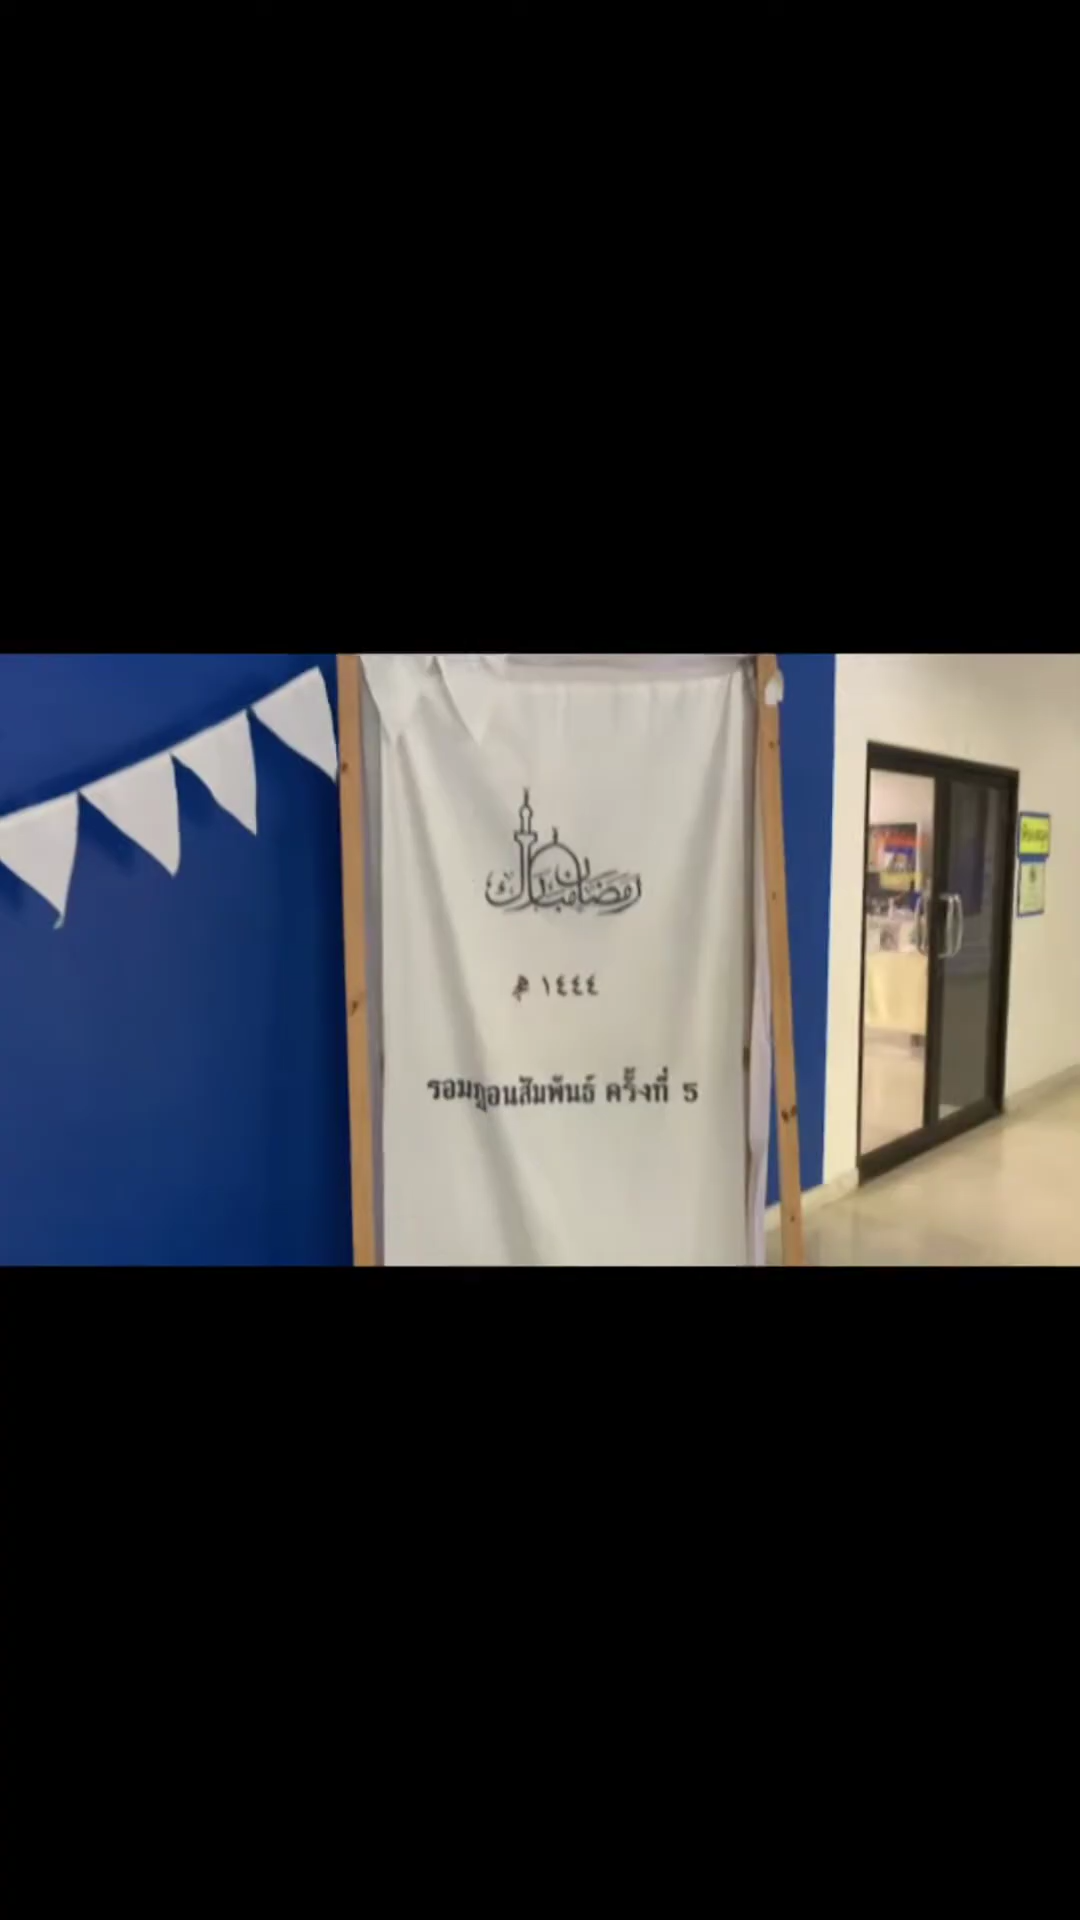 رمضان مبارك
١٤٤٤ هـ
รอมฎอนสัมพันธ์ ครั้งที่ 5